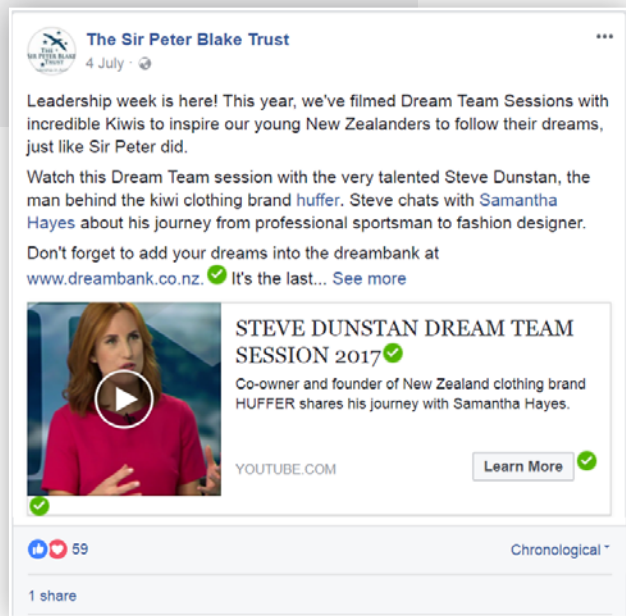 The Sir Peter Blake Trust
4 July ·
THE
SIR PETER BLAKE
TRUST
Leadership week is here! This year, we've filmed Dream Team Sessions with
incredible Kiwis to inspire our young New Zealanders to follow their dreams,
just like Sir Peter did.
Watch this Dream Team session with the very talented Steve Dunstan, the
man behind the kiwi clothing brand huffer. Steve chats with Samantha
Hayes about his journey from professional sportsman to fashion designer.
Don't forget to add your dreams into the dreambank at
www.dreambank.co.nz. It's the last... See more
STEVE DUNSTAN DREAM TEAM
SESSION 2017
Co-owner and founder of New Zealand clothing brand
HUFFER shares his journey with Samantha Hayes.
YOUTUBE.COM
Learn More
59
Chronological
1 share